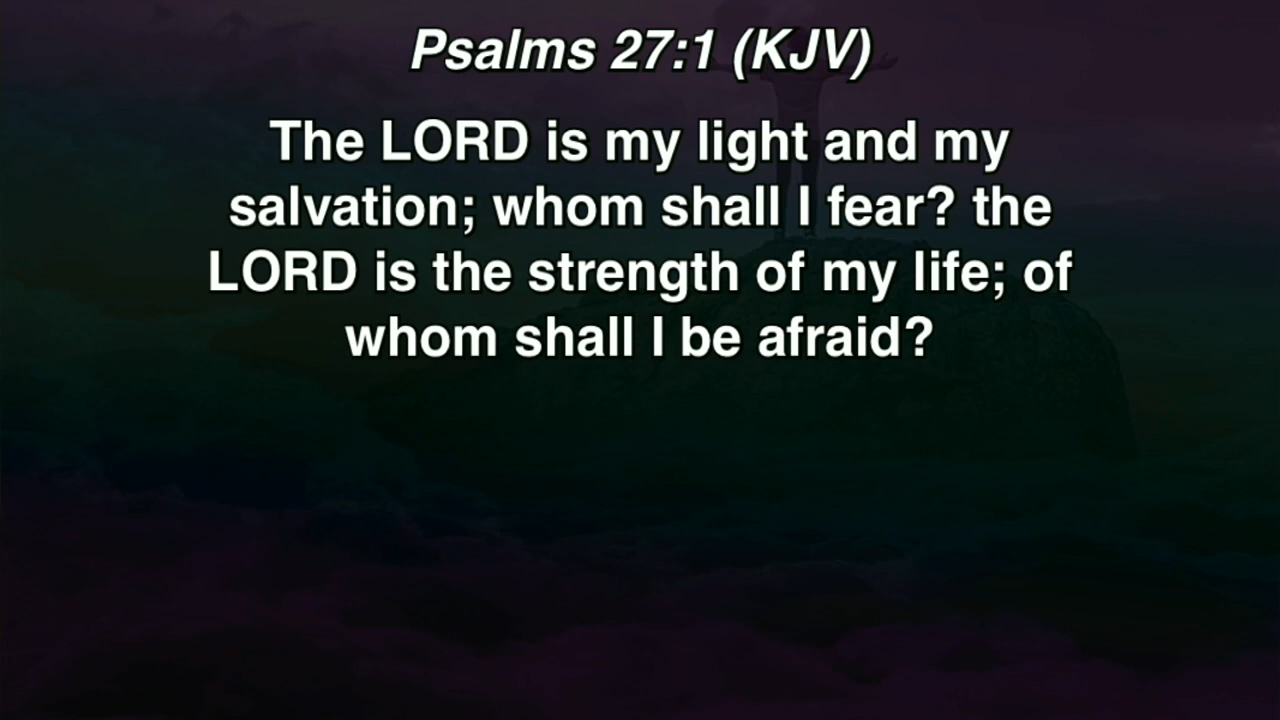 Psalms 27:1 (KJV)
The LORD is my light and my
salvation; whom shall I fear? the
LORD is the strength of my life; of
whom shall I be afraid?